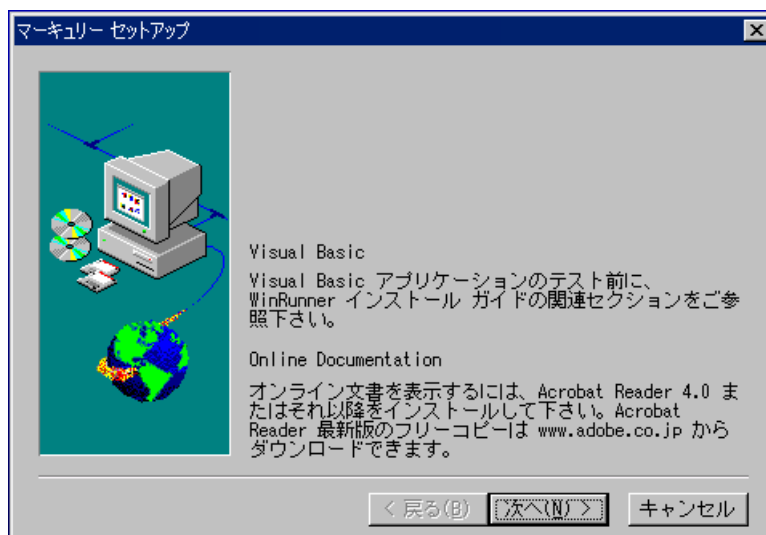 マーキュリー セットアップ
Visual Basic
Visual Basic アプリケーションのテスト前に、
WinRunner インストール ガイドの関連セクションをご参
照下さい。
Online Documentation
オンライン文書を表示するには、Acrobat Reader 4.0 ま
たはそれ以降をインストールして下さい。Acrobat
Reader 最新版のフリーコピーは www.adobe.co.jp から
ダウンロードできます。
< 戻る(B) 次へ(N) > キャンセル